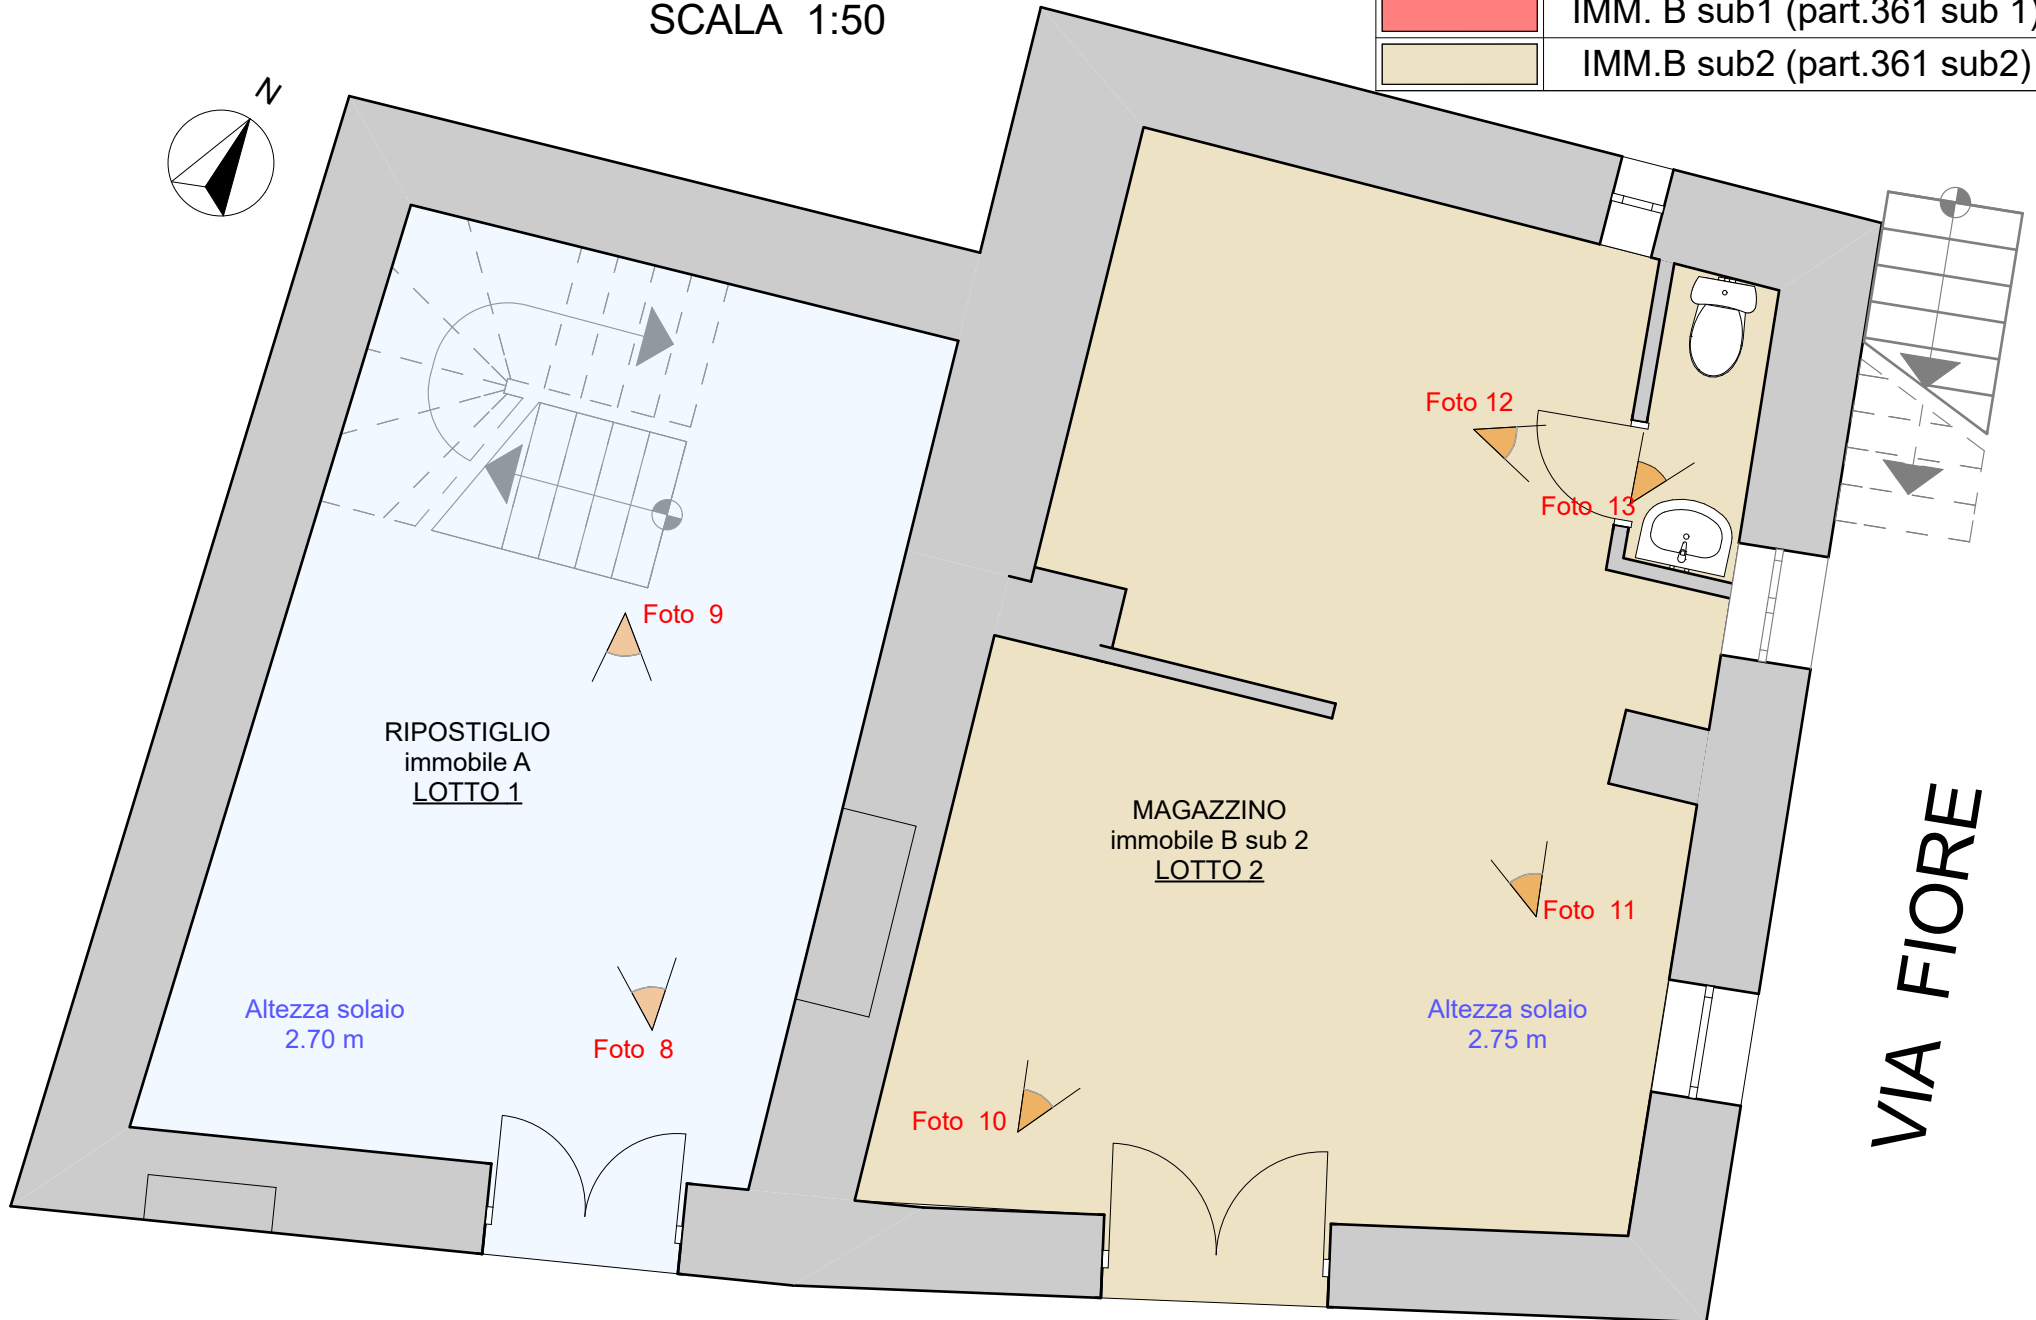 SCALA 1:50
IMM. B sub1 (part.361 sub 1)
IMM.B sub2 (part.361 sub2)
N
Foto 12
Foto 13
Foto 9
RIPOSTIGLIO
immobile A
LOTTO 1
MAGAZZINO
immobile B sub 2
LOTTO 2
Foto 11
Altezza solaio
2.70 m
Altezza solaio
2.75 m
Foto 8
Foto 10
VIA FIORE